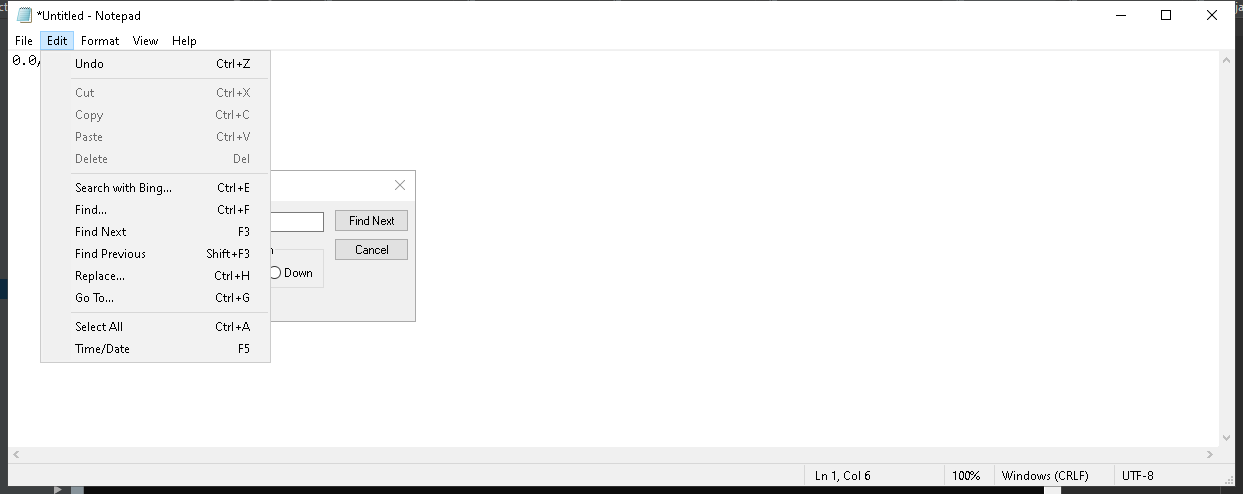 *Untitled - Notepad
File Edit Format View Help
0.0/
Undo Ctrl+Z
Cut Ctrl+X
Copy Ctrl+C
Paste Ctrl+V
Delete Del
Search with Bing... Ctrl+E
Find... Ctrl+F
Find Next F3
Find Previous Shift+F3
Replace... Ctrl+H
Go To... Ctrl+G
Select All Ctrl+A
Time/Date F5
Find Next
Cancel
Down
Ln 1, Col 6 100% Windows (CRLF) UTF-8